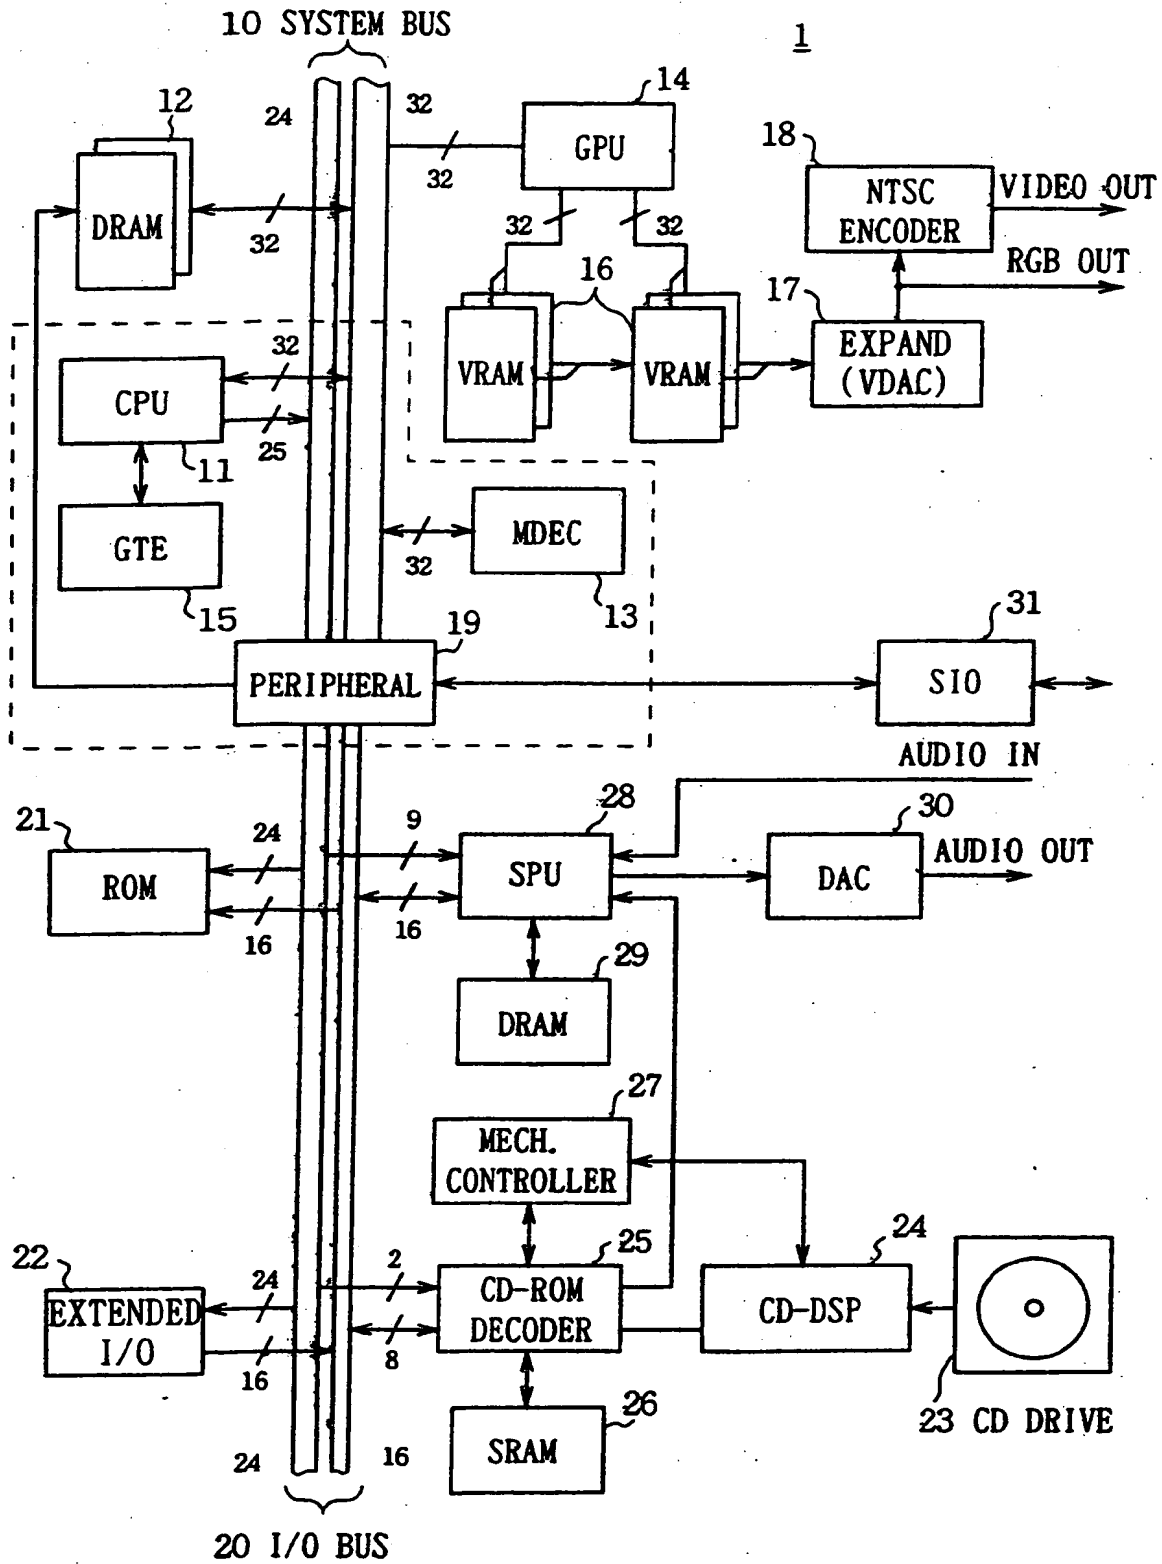 10 SYSTEM BUS
1
12
24
32
14
GPU
18
NTSC
ENCODER
VIDEO OUT
32
DRAM
32
32
32
RGB OUT
16
17
EXPAND
(VDAC)
VRAM
VRAM
32
CPU
25
11
GTE
15
MDEC
32
13
19
PERIPHERAL
31
SIO
AUDIO IN
21
ROM
24
16
9
16
28
SPU
30
DAC
AUDIO OUT
29
DRAM
27
MECH.
CONTROLLER
22
EXTENDED
I/O
24
16
2
8
25
CD-ROM
DECODER
24
CD-DSP
23 CD DRIVE
26
SRAM
24
16
20 I/O BUS